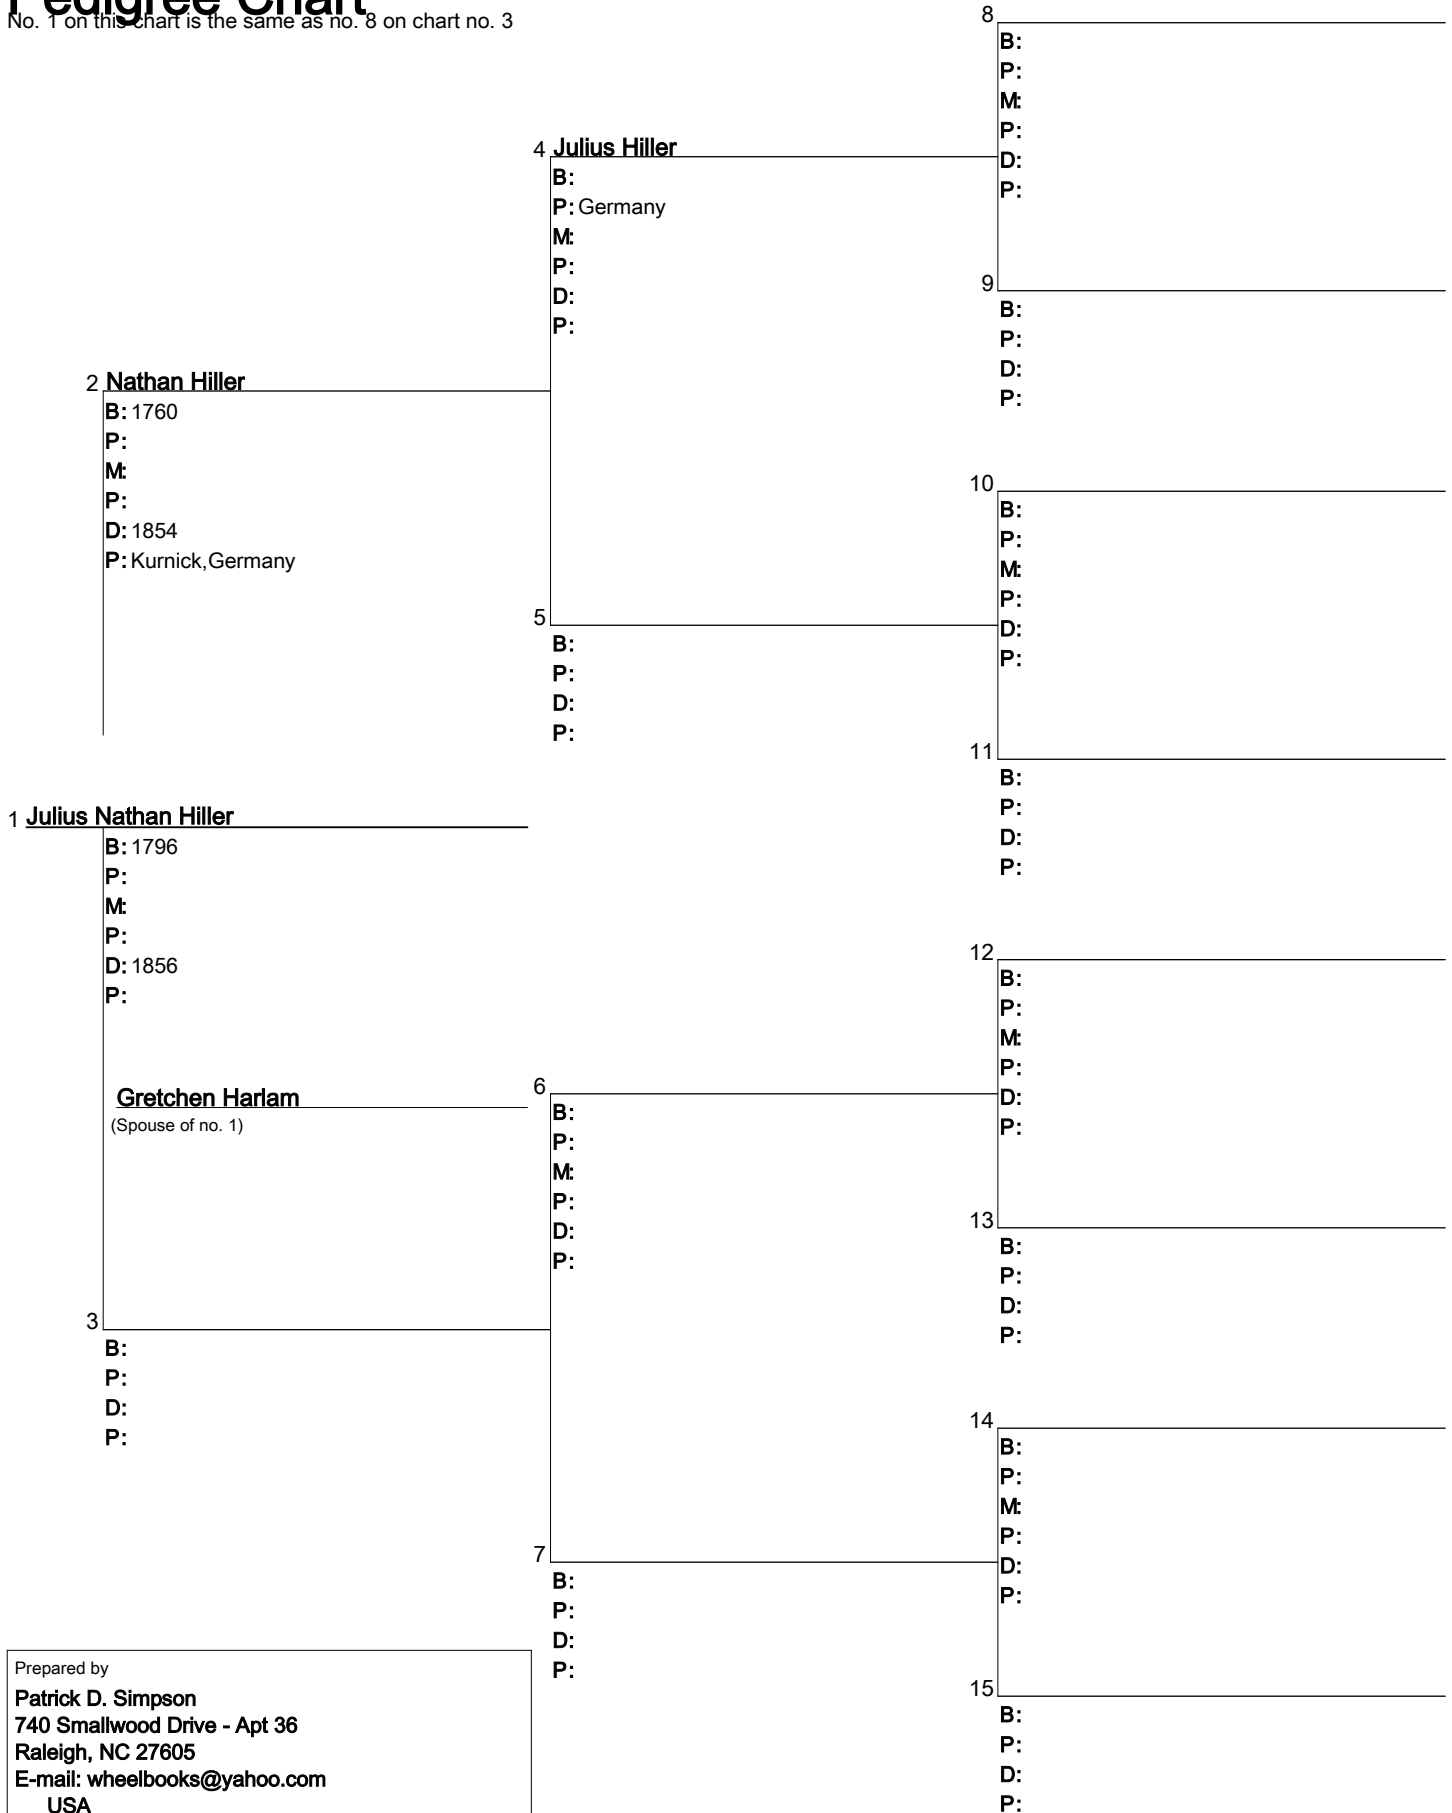 Pedigree Chart
No. 1 on this chart is the same as no. 8 on chart no. 3
8
B:
P:
M:
P:
D:
P:
4 Julius Hiller
B:
P: Germany
M:
P:
D:
P:
9
B:
P:
D:
P:
2 Nathan Hiller
B: 1760
P:
M:
P:
D: 1854
P: Kurnick,Germany
10
B:
P:
M:
P:
D:
P:
5
B:
P:
D:
P:
11
B:
P:
D:
P:
1 Julius Nathan Hiller
B: 1796
P:
M:
P:
D: 1856
P:
12
B:
P:
M:
P:
D:
P:
Gretchen Harlam
(Spouse of no. 1)
6
B:
P:
M:
P:
D:
P:
13
B:
P:
D:
P:
3
B:
P:
D:
P:
14
B:
P:
M:
P:
D:
P:
7
B:
P:
D:
P:
15
B:
P:
D:
P:
Prepared by
Patrick D. Simpson
740 Smallwood Drive - Apt 36
Raleigh, NC 27605
E-mail: wheelbooks@yahoo.com
USA